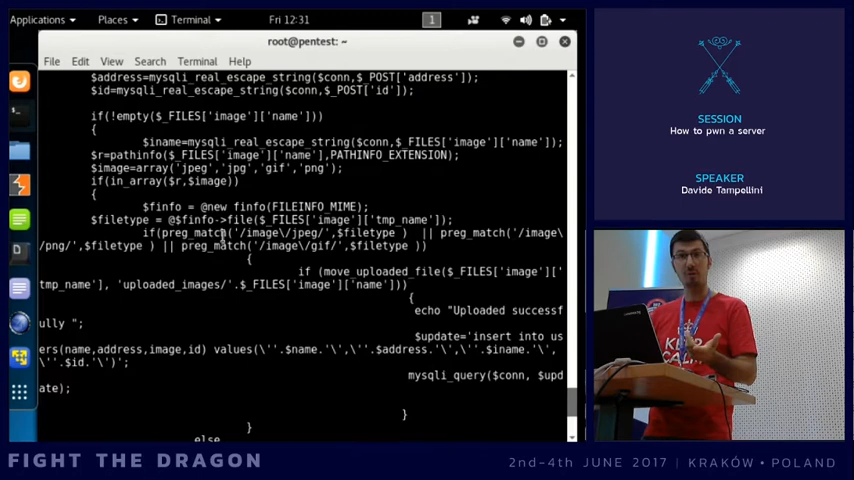 Applications
Places
Terminal
Fri 12:31
1
root@pentest: ~
File Edit View Search Terminal Help
$address=mysqli_real_escape_string($conn,$_POST['address']);
$id=mysqli_real_escape_string($conn,$_POST['id']);
if(!empty($_FILES['image']['name']))
{
$iname=mysqli_real_escape_string($conn,$_FILES['image']['name']);
$r=pathinfo($_FILES['image']['name'],PATHINFO_EXTENSION);
$image=array('jpeg','jpg','gif','png');
if(in_array($r,$image))
{
$finfo = @new finfo(FILEINFO_MIME);
$filetype = @$finfo->file($_FILES['image']['tmp_name']);
if(preg_match('/image\/jpeg/',$filetype ) || preg_match('/image\
/png/',$filetype ) || preg_match('/image\/gif/',$filetype ))
{
if (move_uploaded_file($_FILES['image']['
tmp_name'], 'uploaded_images/'.$_FILES['image']['name']))
{
echo "Uploaded successf
ully ";
$update='insert into us
ers(name,address,image,id) values(\''.$name.'\',\''.$address.'\',\''.$iname.'\',
\''.$id.'\')';
mysqli_query($conn, $upd
ate);
}
}
else
SESSION
How to pwn a server
SPEAKER
Davide Tampellini
KEEP
CALM
FIGHT THE DRAGON
2nd-4th JUNE 2017 | KRAKÓW • POLAND